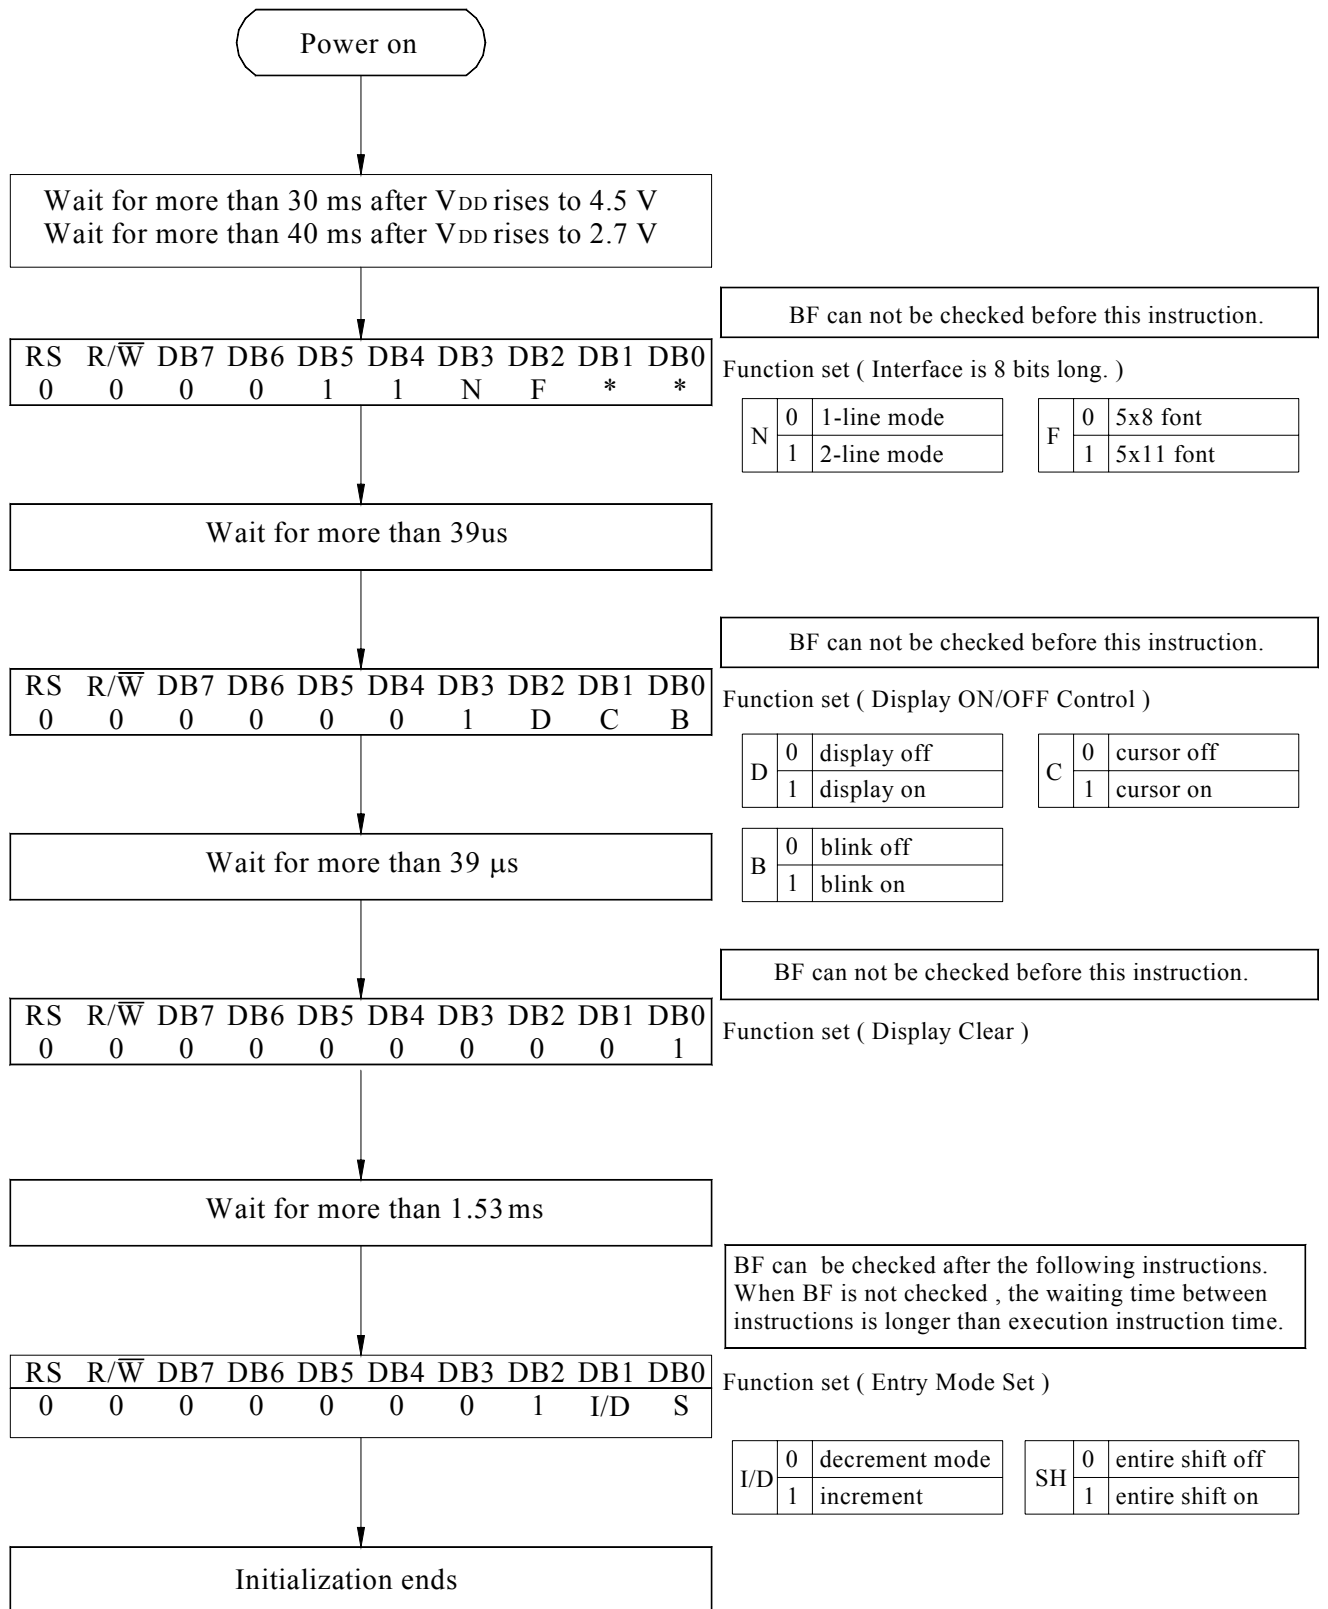 Power on
Wait for more than 30 ms after VDD rises to 4.5 V
Wait for more than 40 ms after VDD rises to 2.7 V
BF can not be checked before this instruction.
RS R/W̅ DB7 DB6 DB5 DB4 DB3 DB2 DB1 DB0
0 0 0 0 1 1 N F * *
Function set ( Interface is 8 bits long. )
N 0 1-line mode
1 2-line mode
F 0 5x8 font
1 5x11 font
Wait for more than 39us
BF can not be checked before this instruction.
RS R/W̅ DB7 DB6 DB5 DB4 DB3 DB2 DB1 DB0
0 0 0 0 0 0 1 D C B
Function set ( Display ON/OFF Control )
D 0 display off
1 display on
C 0 cursor off
1 cursor on
B 0 blink off
1 blink on
Wait for more than 39 μs
BF can not be checked before this instruction.
RS R/W̅ DB7 DB6 DB5 DB4 DB3 DB2 DB1 DB0
0 0 0 0 0 0 0 0 0 1
Function set ( Display Clear )
Wait for more than 1.53 ms
BF can be checked after the following instructions.
When BF is not checked , the waiting time between
instructions is longer than execution instruction time.
RS R/W̅ DB7 DB6 DB5 DB4 DB3 DB2 DB1 DB0
0 0 0 0 0 0 0 1 I/D S
Function set ( Entry Mode Set )
I/D 0 decrement mode
1 increment
SH 0 entire shift off
1 entire shift on
Initialization ends